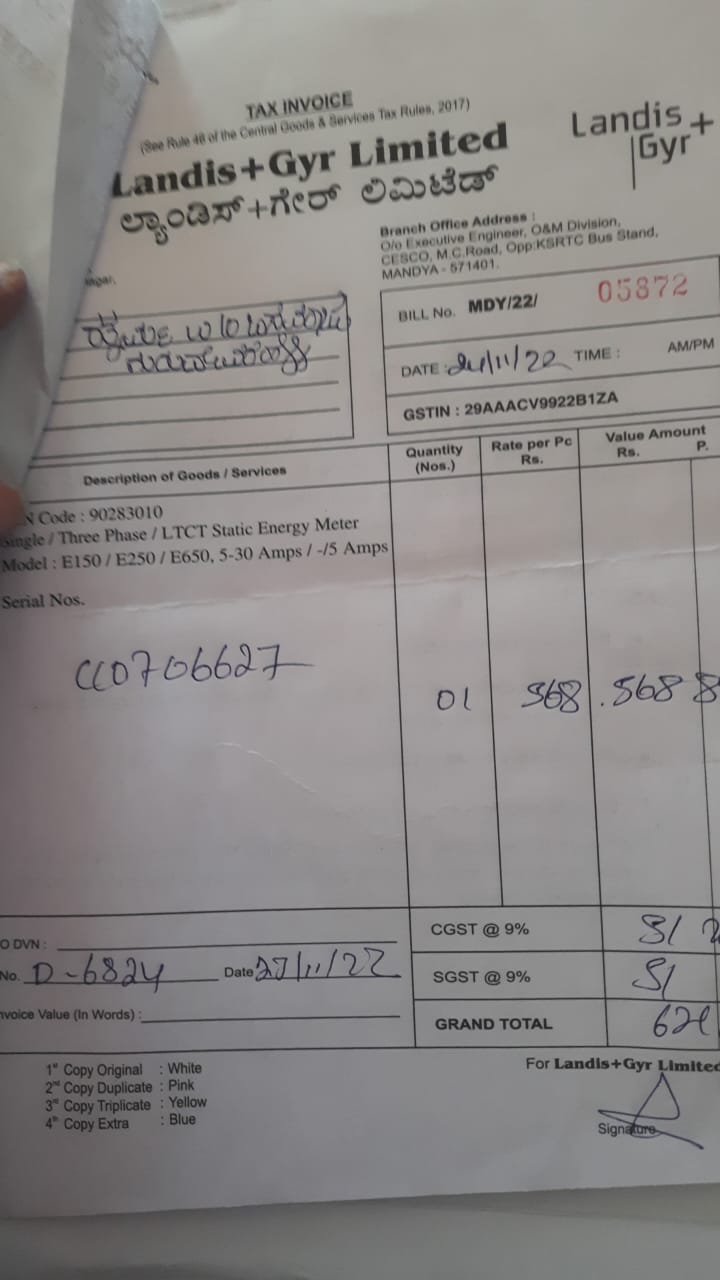 TAX INVOICE
(See Rule 46 of the Central Goods & Services Tax Rules, 2017)
Landis+Gyr Limited
ಲ್ಯಾಂಡಿಸ್+ಗೇರ್ ಲಿಮಿಟೆಡ್
Landis+
Gyr
Branch Office Address :
O/o Executive Engineer, O&M Division,
CESCO, M.C.Road, Opp:KSRTC Bus Stand,
MANDYA - 571401.
BILL No. MDY/22/ 05872
DATE : 24/11/22 TIME : AM/PM
GSTIN : 29AAACV9922B1ZA
Description of Goods / Services
Quantity (Nos.)
Rate per Pc Rs.
Value Amount Rs. P.
Code : 90283010
Single / Three Phase / LTCT Static Energy Meter
Model : E150 / E250 / E650, 5-30 Amps / -/5 Amps
Serial Nos.
CC0706627
01 568 568 8
CGST @ 9% 51
No. D-6824 Date 23/11/22
SGST @ 9% 51
Invoice Value (In Words) :
GRAND TOTAL
1st Copy Original : White
2nd Copy Duplicate : Pink
3rd Copy Triplicate : Yellow
4th Copy Extra : Blue
For Landis+Gyr Limited
Signature